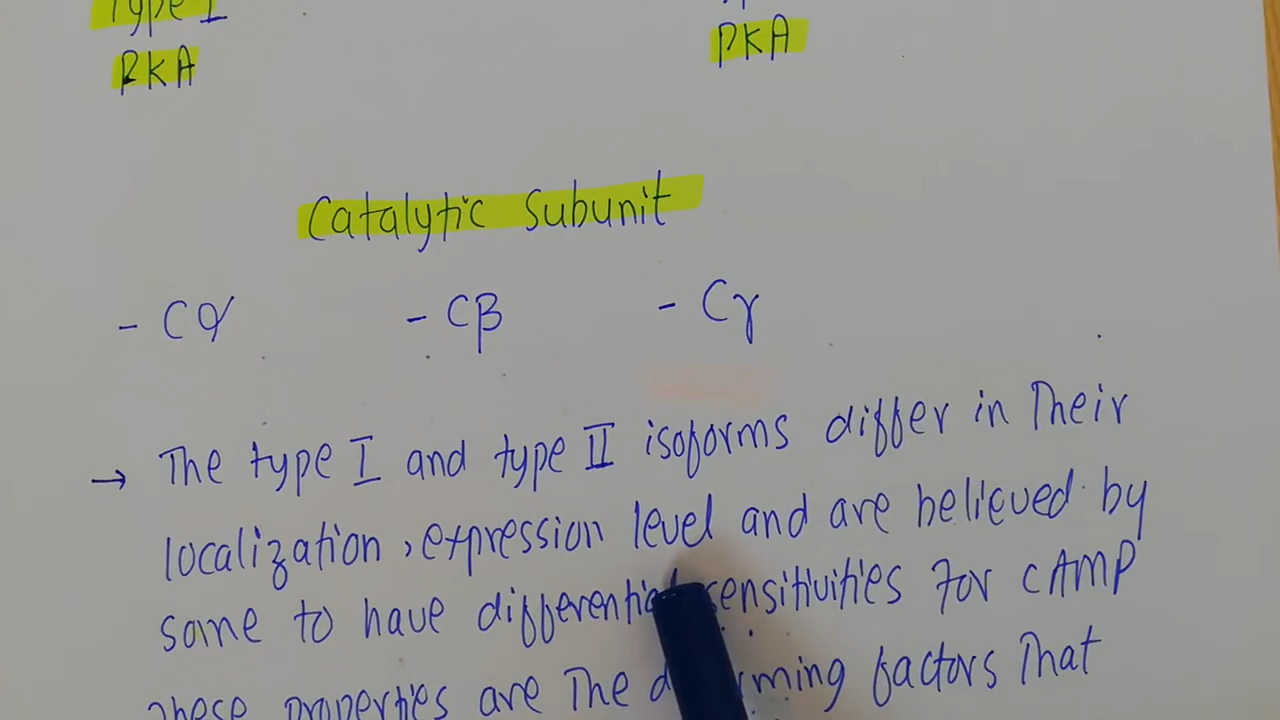 Type I
PKA
PKA
Catalytic Subunit
- Cα - Cβ - Cγ
→ The type I and type II isoforms differ in Their
localization, expression level and are believed by
some to have differential sensitivities for cAMP
These properties are The factors That